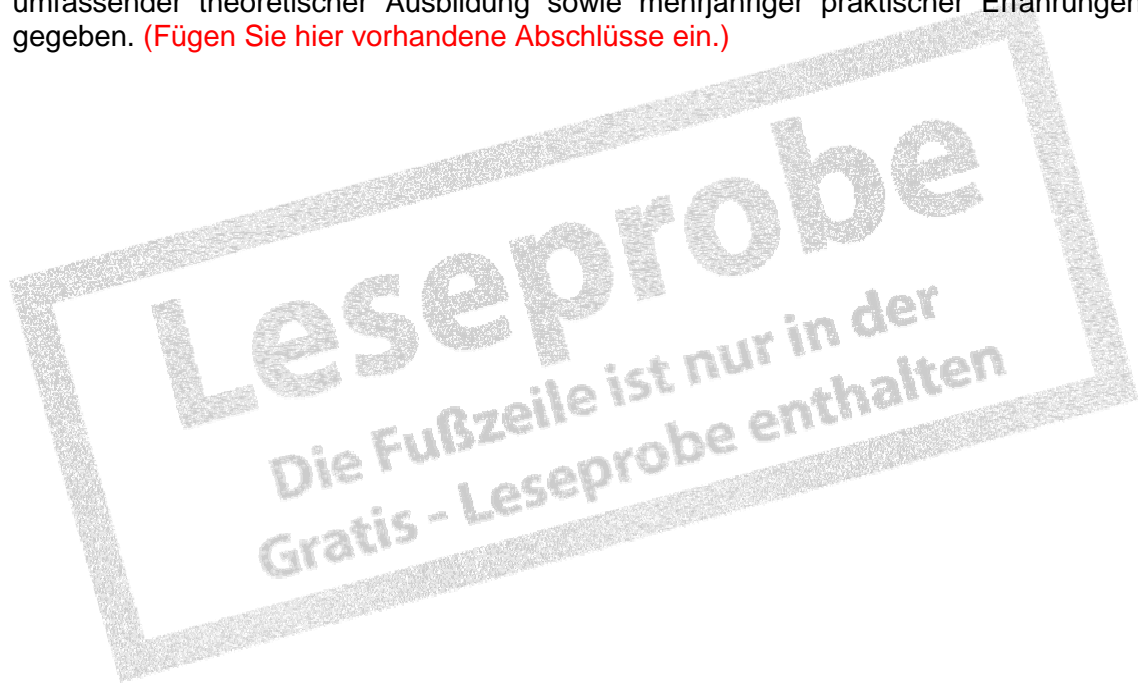 umfassender theoretischer Ausbildung sowie mehrjähriger praktischer Erfahrungen
gegeben. (Fügen Sie hier vorhandene Abschlüsse ein.)
Leseprobe
Die Fußzeile ist nur in der
Gratis - Leseprobe enthalten